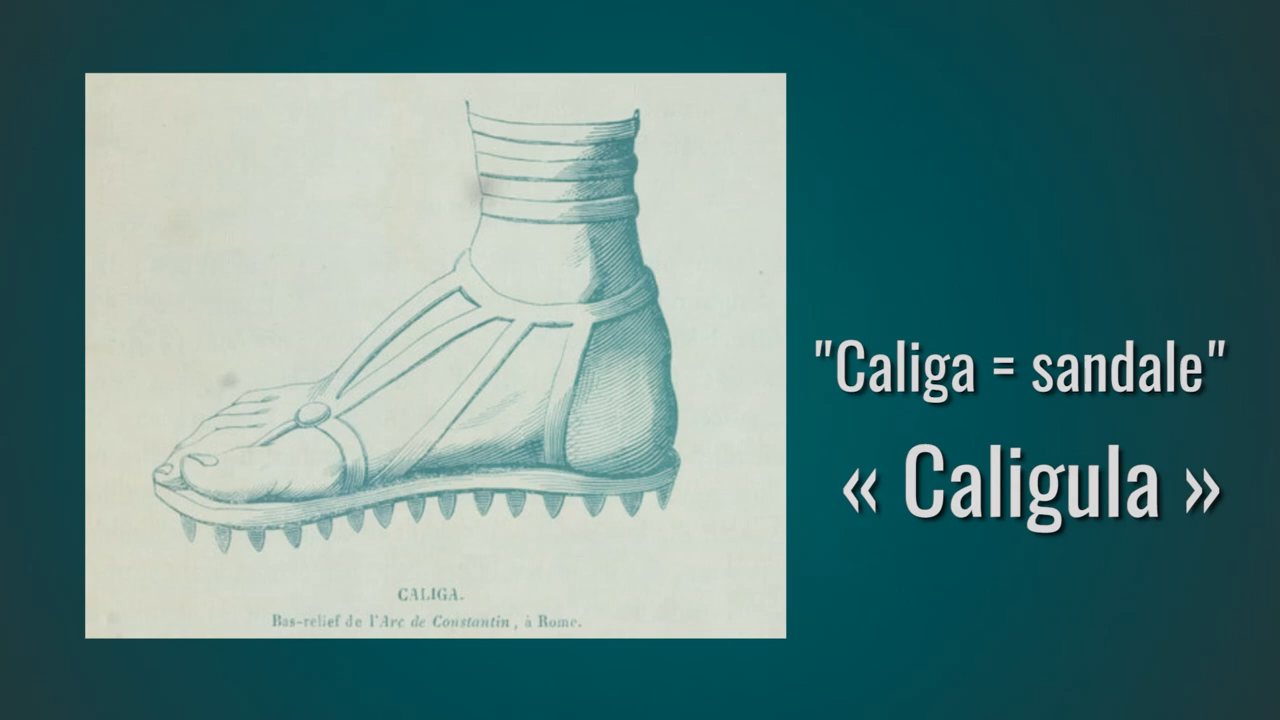 "Caliga = sandale"
« Caligula »
CALIGA.
Bas-relief de l'Arc de Constantin, à Rome.